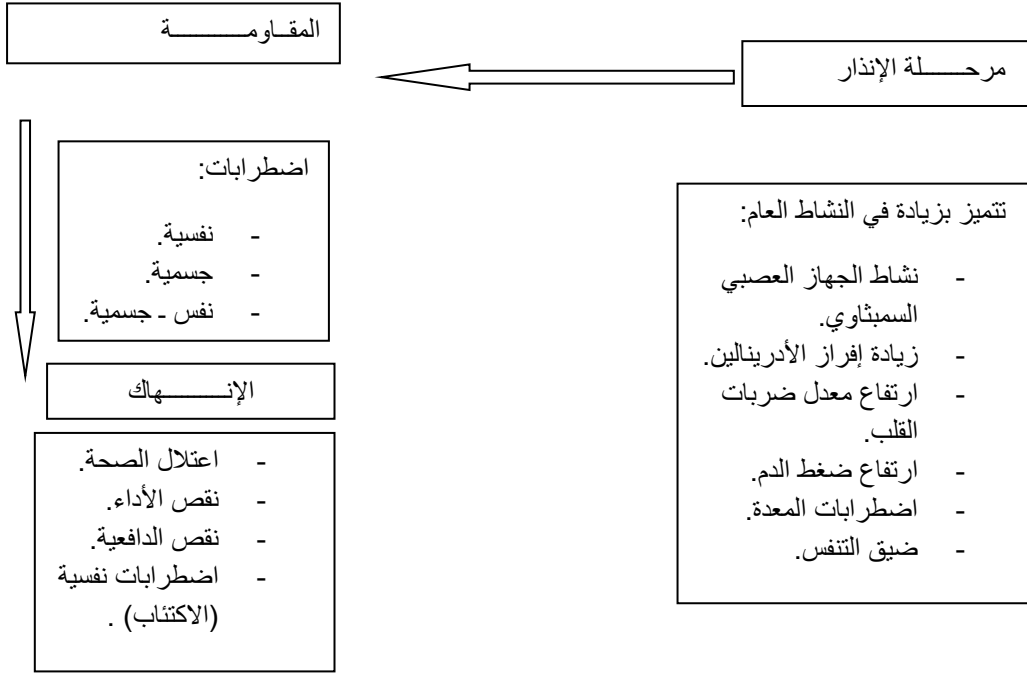 مرحلة الإنذار
تتميز بزيادة في النشاط العام:
- نشاط الجهاز العصبي
السمبثاوي.
- زيادة إفراز الأدرينالين.
- ارتفاع معدل ضربات
القلب.
- ارتفاع ضغط الدم.
- اضطرابات المعدة.
- ضيق التنفس.
المقاومة
اضطرابات:
- نفسية.
- جسمية.
- نفس - جسمية.
الإنهاك
- اعتلال الصحة.
- نقص الأداء.
- نقص الدافعية.
- اضطرابات نفسية
(الاكتئاب) .